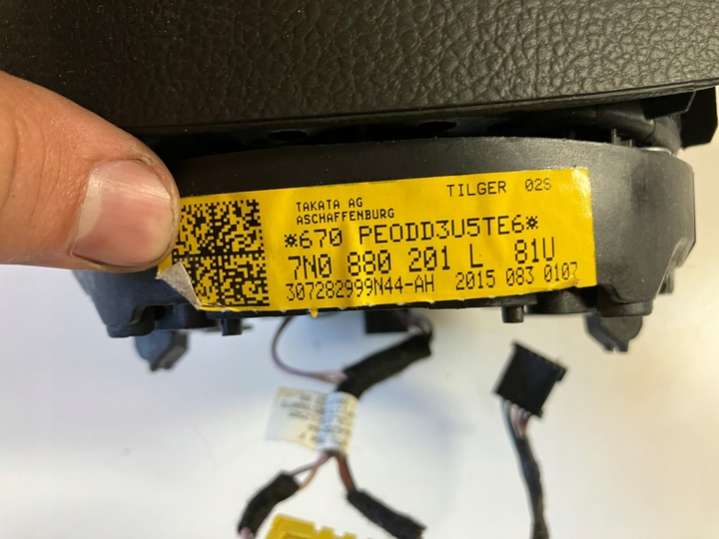 TILGER 02S
TAKATA AG
ASCHAFFENBURG
*670 PEODD3U5TE6*
7N0 880 201 L 81U
307282999N44-AH 2015 083 0107